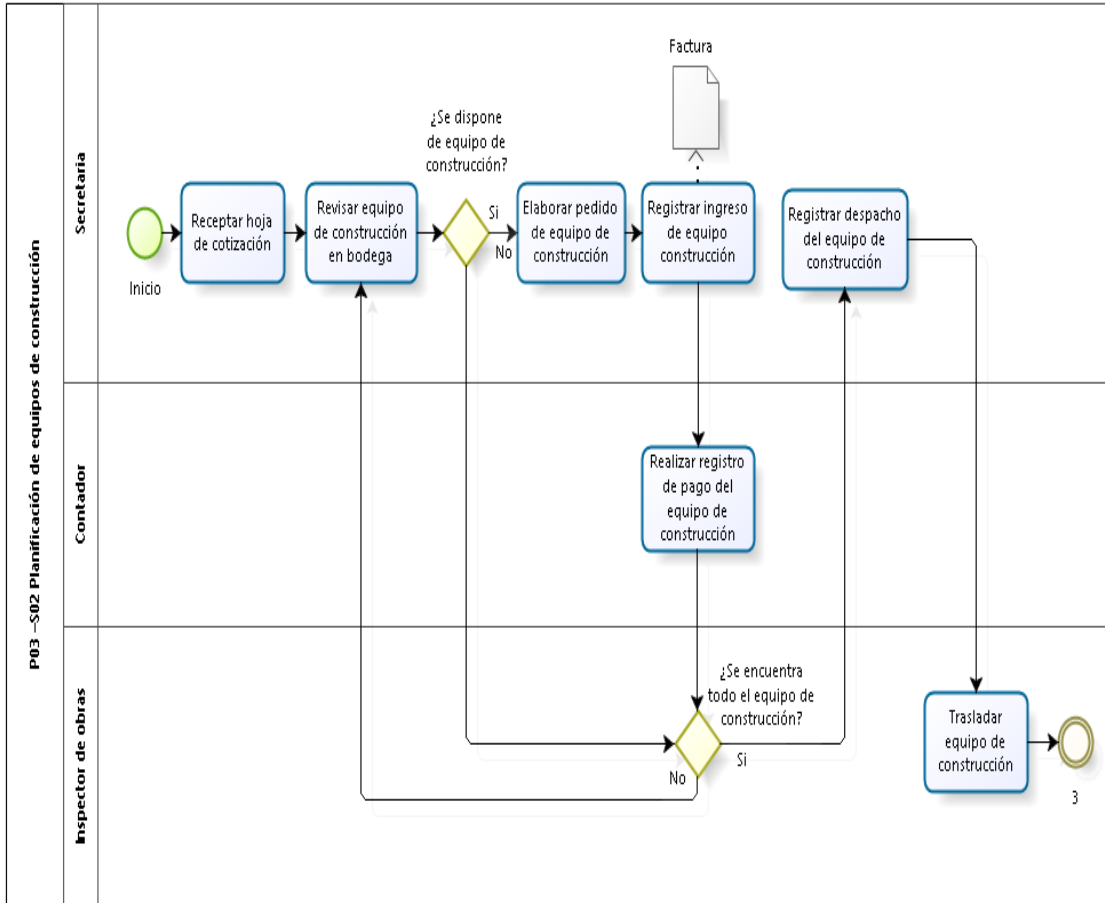 P03 –S02 Planificación de equipos de construcción
Secretaria
Inicio
Receptar hoja
de cotización
Revisar equipo
de construcción
en bodega
¿Se dispone
de equipo de
construcción?
Si
No
Elaborar pedido
de equipo de
construcción
Factura
Registrar ingreso
de equipo
construcción
Registrar despacho
del equipo de
construcción
Contador
Realizar registro
de pago del
equipo de
construcción
Inspector de obras
¿Se encuentra
todo el equipo de
construcción?
No
Si
Trasladar
equipo de
construcción
3